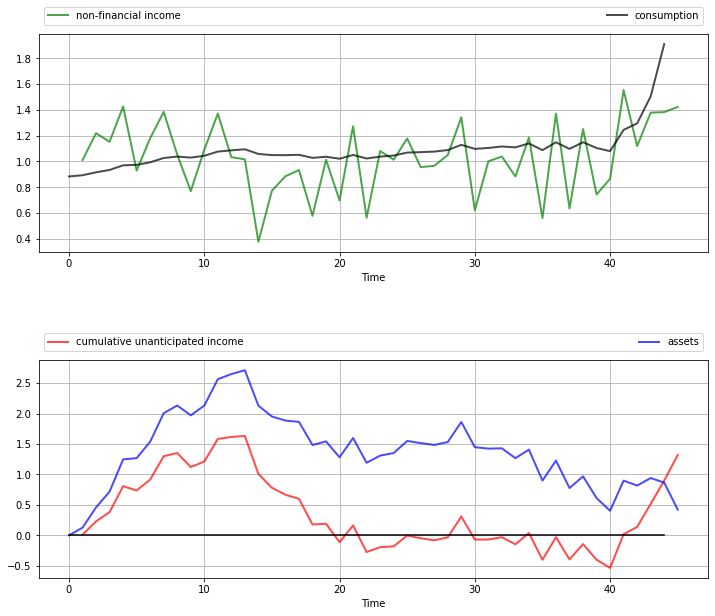 non-financial income consumption
1.8
1.6
1.4
1.2
1.0
0.8
0.6
0.4
0 10 20 30 40
Time
cumulative unanticipated income assets
2.5
2.0
1.5
1.0
0.5
0.0
−0.5
0 10 20 30 40
Time